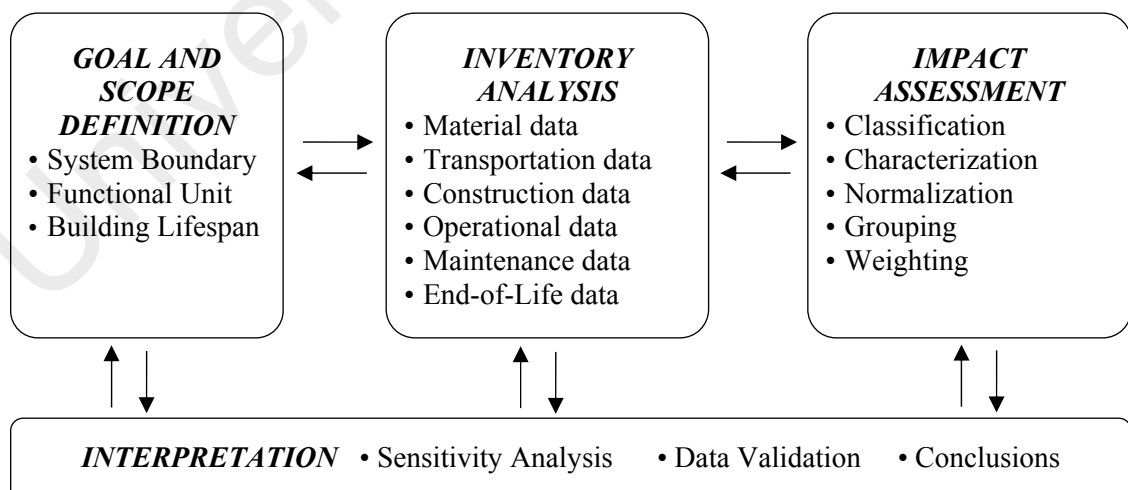 GOAL AND
SCOPE
DEFINITION
• System Boundary
• Functional Unit
• Building Lifespan
INVENTORY
ANALYSIS
• Material data
• Transportation data
• Construction data
• Operational data
• Maintenance data
• End-of-Life data
IMPACT
ASSESSMENT
• Classification
• Characterization
• Normalization
• Grouping
• Weighting
INTERPRETATION • Sensitivity Analysis • Data Validation • Conclusions